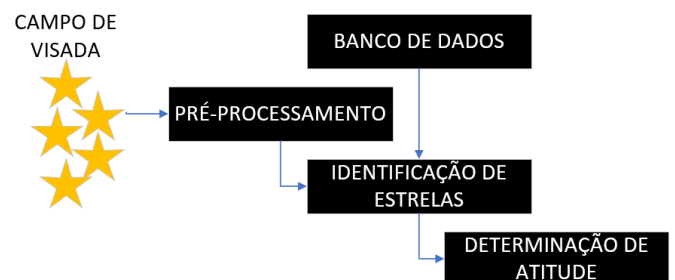 CAMPO DE
VISADA
BANCO DE DADOS
PRÉ-PROCESSAMENTO
IDENTIFICAÇÃO DE
ESTRELAS
DETERMINAÇÃO DE
ATITUDE